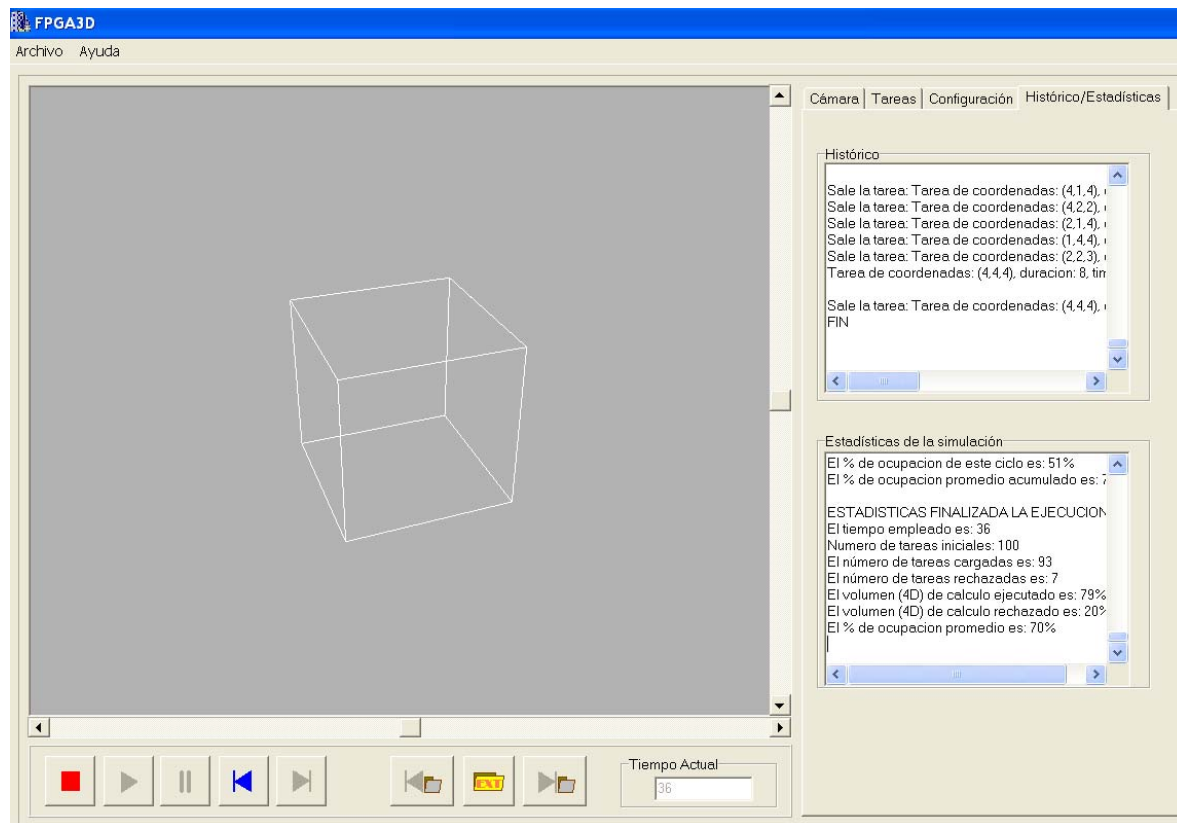 FPGA3D
Archivo Ayuda
Cámara Tareas Configuración Histórico/Estadísticas
Histórico
Sale la tarea: Tarea de coordenadas: (4,1,4),
Sale la tarea: Tarea de coordenadas: (4,2,2),
Sale la tarea: Tarea de coordenadas: (2,1,4),
Sale la tarea: Tarea de coordenadas: (1,4,4),
Sale la tarea: Tarea de coordenadas: (2,2,3),
Tarea de coordenadas: (4,4,4), duracion: 8, tim
Sale la tarea: Tarea de coordenadas: (4,4,4),
FIN
Estadísticas de la simulación
El % de ocupacion de este ciclo es: 51%
El % de ocupacion promedio acumulado es: 7
ESTADISTICAS FINALIZADA LA EJECUCION
El tiempo empleado es: 36
Numero de tareas iniciales: 100
El número de tareas cargadas es: 93
El número de tareas rechazadas es: 7
El volumen (4D) de calculo ejecutado es: 79%
El volumen (4D) de calculo rechazado es: 20%
El % de ocupacion promedio es: 70%
EXT
Tiempo Actual
36